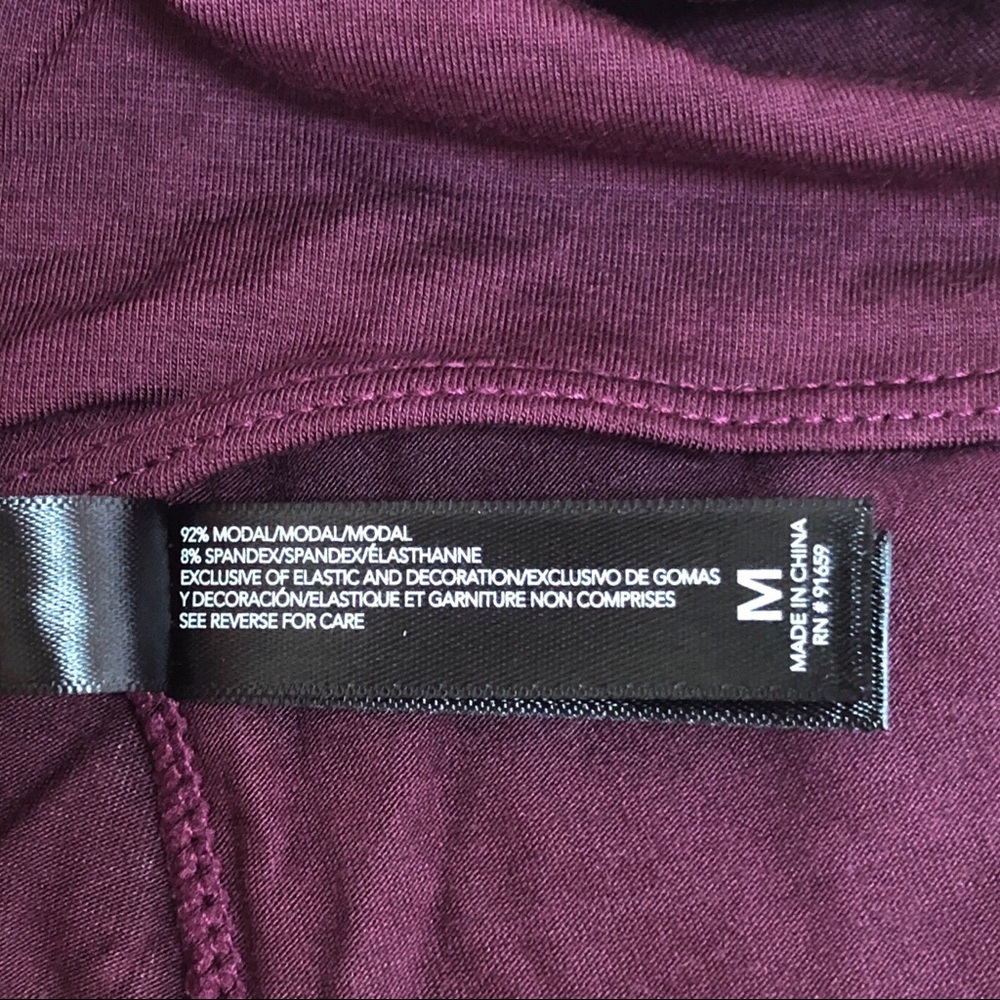 92% MODAL/MODAL/MODAL
8% SPANDEX/SPANDEX/ÉLASTHANNE
EXCLUSIVE OF ELASTIC AND DECORATION/EXCLUSIVO DE GOMAS
Y DECORACIÓN/ELASTIQUE ET GARNITURE NON COMPRISES
SEE REVERSE FOR CARE
M
MADE IN CHINA
RN # 91659